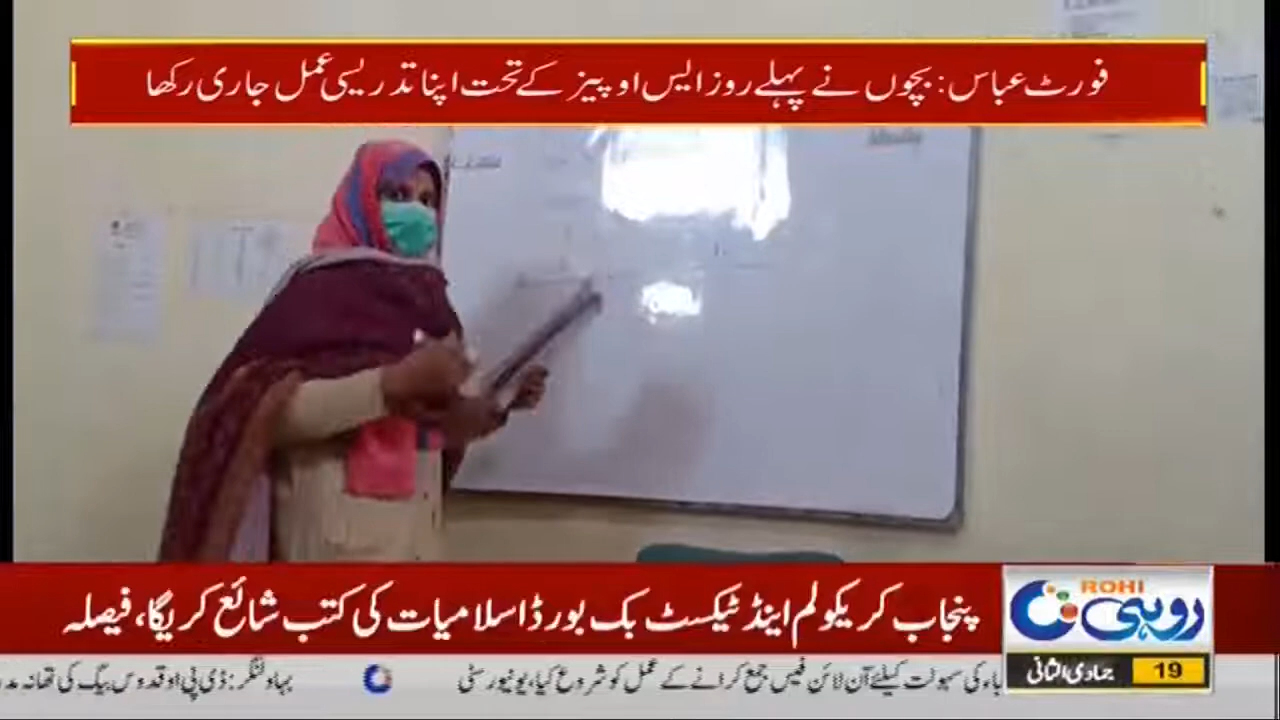 فورٹ عباس: بچوں نے پہلے روز ایس او پیز کے تحت اپنا تدریسی عمل جاری رکھا
پنجاب کریکولم اینڈ ٹیکسٹ بک بورڈ اسلامیات کی کتب شائع کریگا، فیصلہ
ROHI
روہی
19 جمادی الثانی
باء کی سہولت کیلئے آن لائن فیس جمع کرانے کے عمل کو شروع کیا، یونیورسٹی
بہاولنگر: ڈی پی او قدوس بیگ کی تھانہ مد